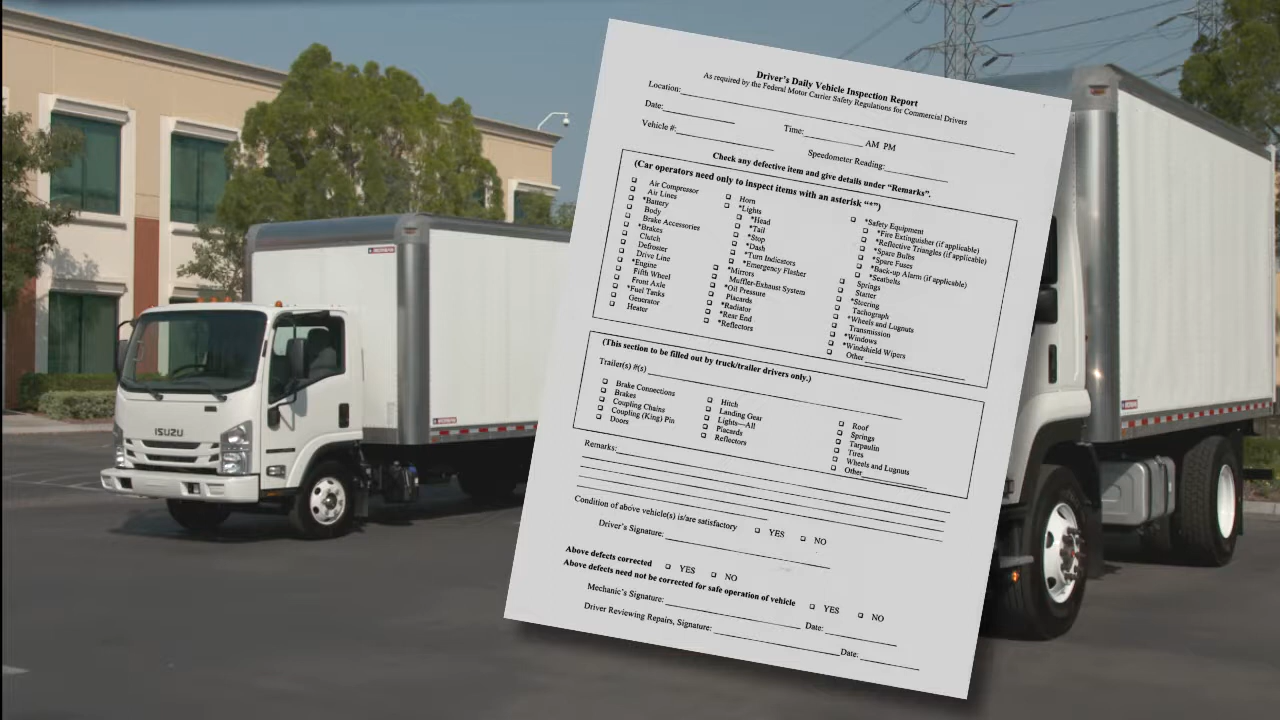 Driver's Daily Vehicle Inspection Report
As required by the Federal Motor Carrier Safety Regulations for Commercial Drivers
Location:
Date:
Time: AM PM
Vehicle #:
Speedometer Reading:
Check any defective item and give details under "Remarks".
(Car operators need only to inspect items with an asterisk "*")
Air Compressor
Air Lines
*Battery
Body
Brake Accessories
*Brakes
Clutch
Defroster
Drive Line
*Engine
Fifth Wheel
Front Axle
*Fuel Tanks
Generator
Heater
Horn
*Lights
*Head
*Tail
*Stop
*Dash
*Turn Indicators
*Emergency Flasher
*Mirrors
Muffler-Exhaust System
*Oil Pressure
Placards
*Radiator
*Rear End
*Reflectors
*Safety Equipment
*Fire Extinguisher (if applicable)
*Reflective Triangles (if applicable)
*Spare Bulbs
*Spare Fuses
*Back-up Alarm (if applicable)
*Seatbelts
Springs
Starter
*Steering
Tachograph
*Wheels and Lugnuts
Transmission
*Windows
*Windshield Wipers
Other
(This section to be filled out by truck/trailer drivers only.)
Trailer(s) #(s)
Brake Connections
Brakes
Coupling Chains
Coupling (King) Pin
Doors
Hitch
Landing Gear
Lights—All
Placards
Reflectors
Roof
Springs
Tarpaulin
Tires
Wheels and Lugnuts
Other
Remarks:
Condition of above vehicle(s) is/are satisfactory YES NO
Driver's Signature:
Above defects corrected YES NO
Above defects need not be corrected for safe operation of vehicle YES NO
Mechanic's Signature: Date:
Driver Reviewing Repairs, Signature: Date:
ISUZU